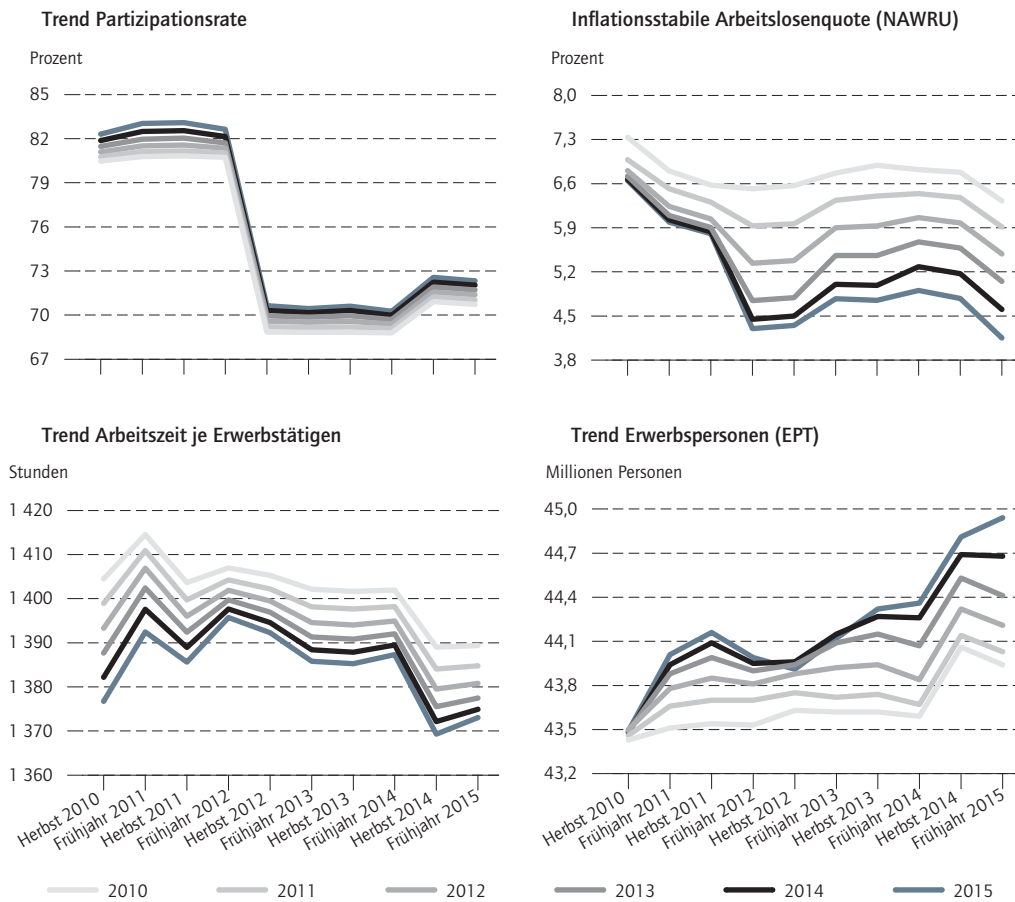 Trend Partizipationsrate
Prozent
85
82
79
76
73
70
67
Inflationsstabile Arbeitslosenquote (NAWRU)
Prozent
8,0
7,3
6,6
5,9
5,2
4,5
3,8
Trend Arbeitszeit je Erwerbstätigen
Stunden
1 420
1 410
1 400
1 390
1 380
1 370
1 360
Herbst 2010
Frühjahr 2011
Herbst 2011
Frühjahr 2012
Herbst 2012
Frühjahr 2013
Herbst 2013
Frühjahr 2014
Herbst 2014
Frühjahr 2015
Trend Erwerbspersonen (EPT)
Millionen Personen
45,0
44,7
44,4
44,1
43,8
43,5
43,2
Herbst 2010
Frühjahr 2011
Herbst 2011
Frühjahr 2012
Herbst 2012
Frühjahr 2013
Herbst 2013
Frühjahr 2014
Herbst 2014
Frühjahr 2015
2010 2011 2012 2013 2014 2015